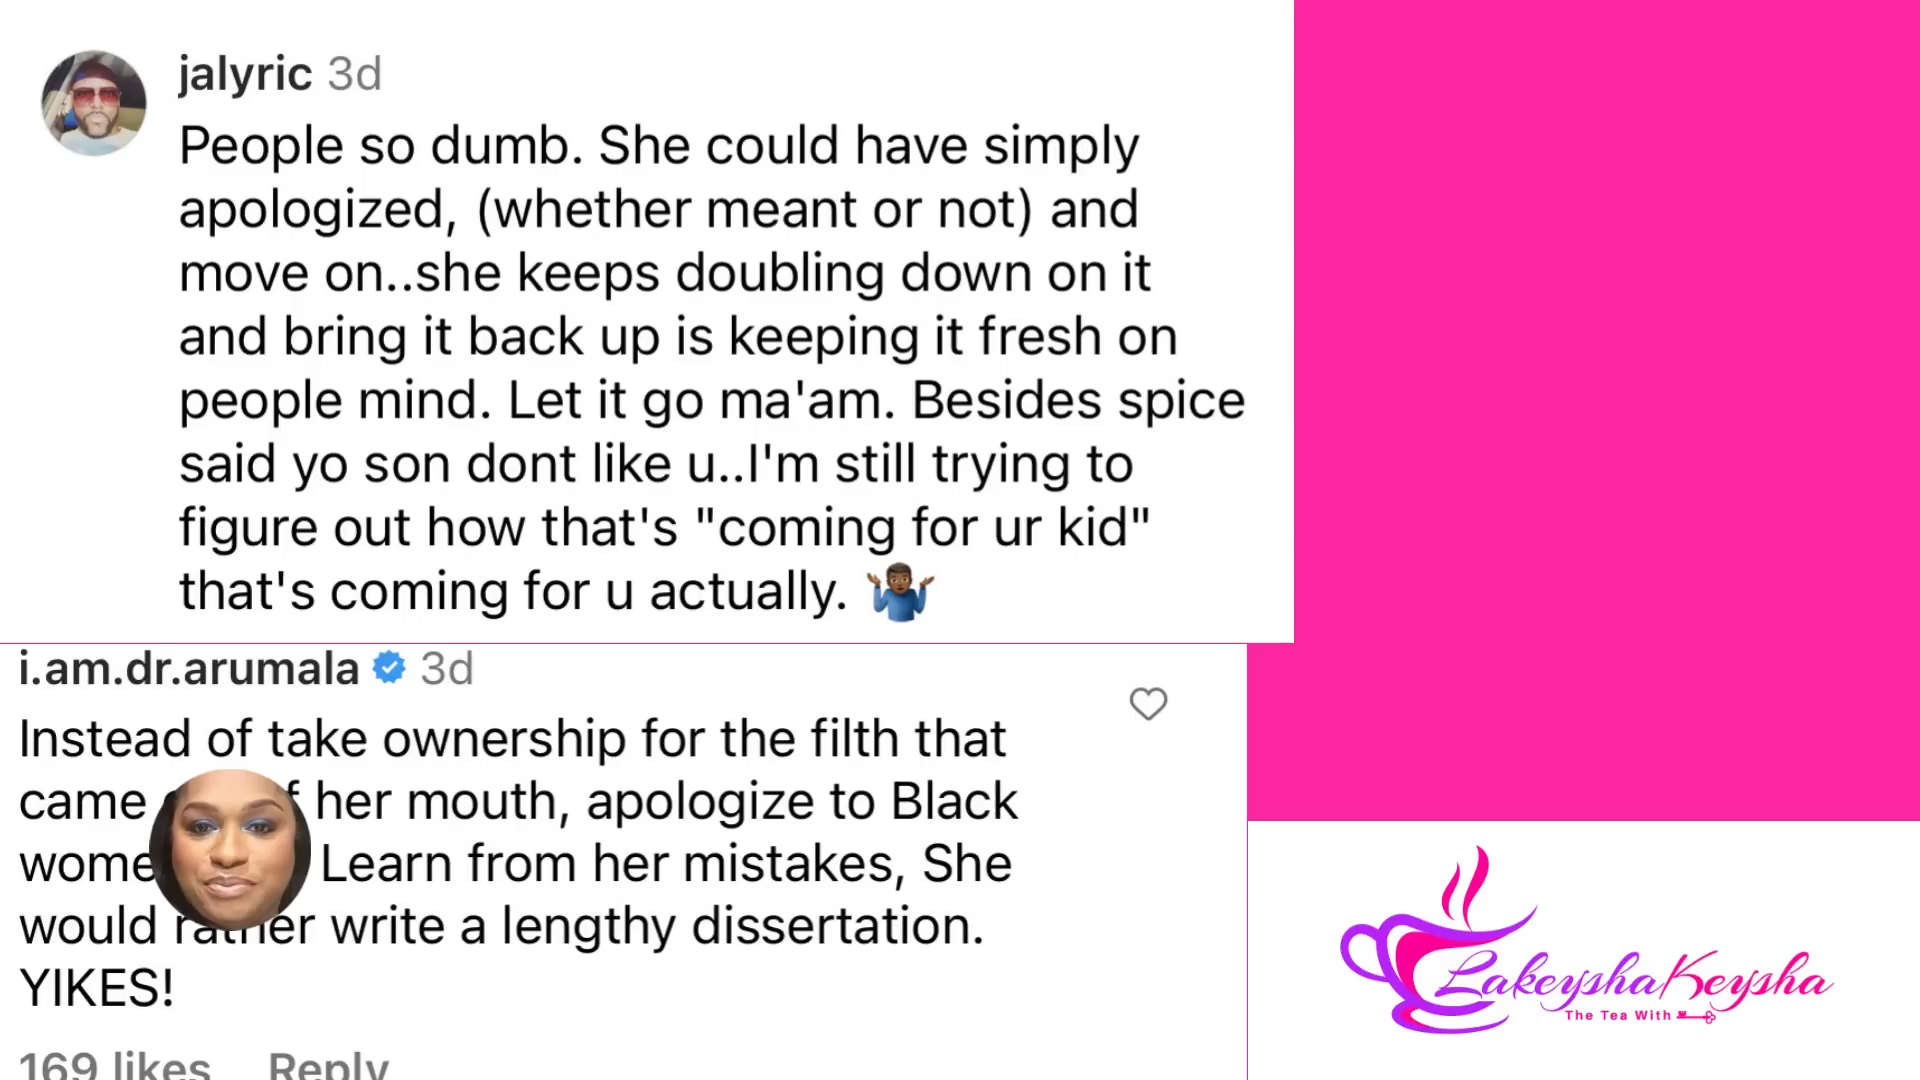 jalyric 3d
People so dumb. She could have simply
apologized, (whether meant or not) and
move on..she keeps doubling down on it
and bring it back up is keeping it fresh on
people mind. Let it go ma'am. Besides spice
said yo son dont like u..I'm still trying to
figure out how that's "coming for ur kid"
that's coming for u actually. 🤷🏾‍♂️
i.am.dr.arumala 3d
Instead of take ownership for the filth that
came her mouth, apologize to Black
Learn from her mistakes, She
would rather write a lengthy dissertation.
YIKES!
169 likes Reply
LakeyshaKeysha
The Tea With